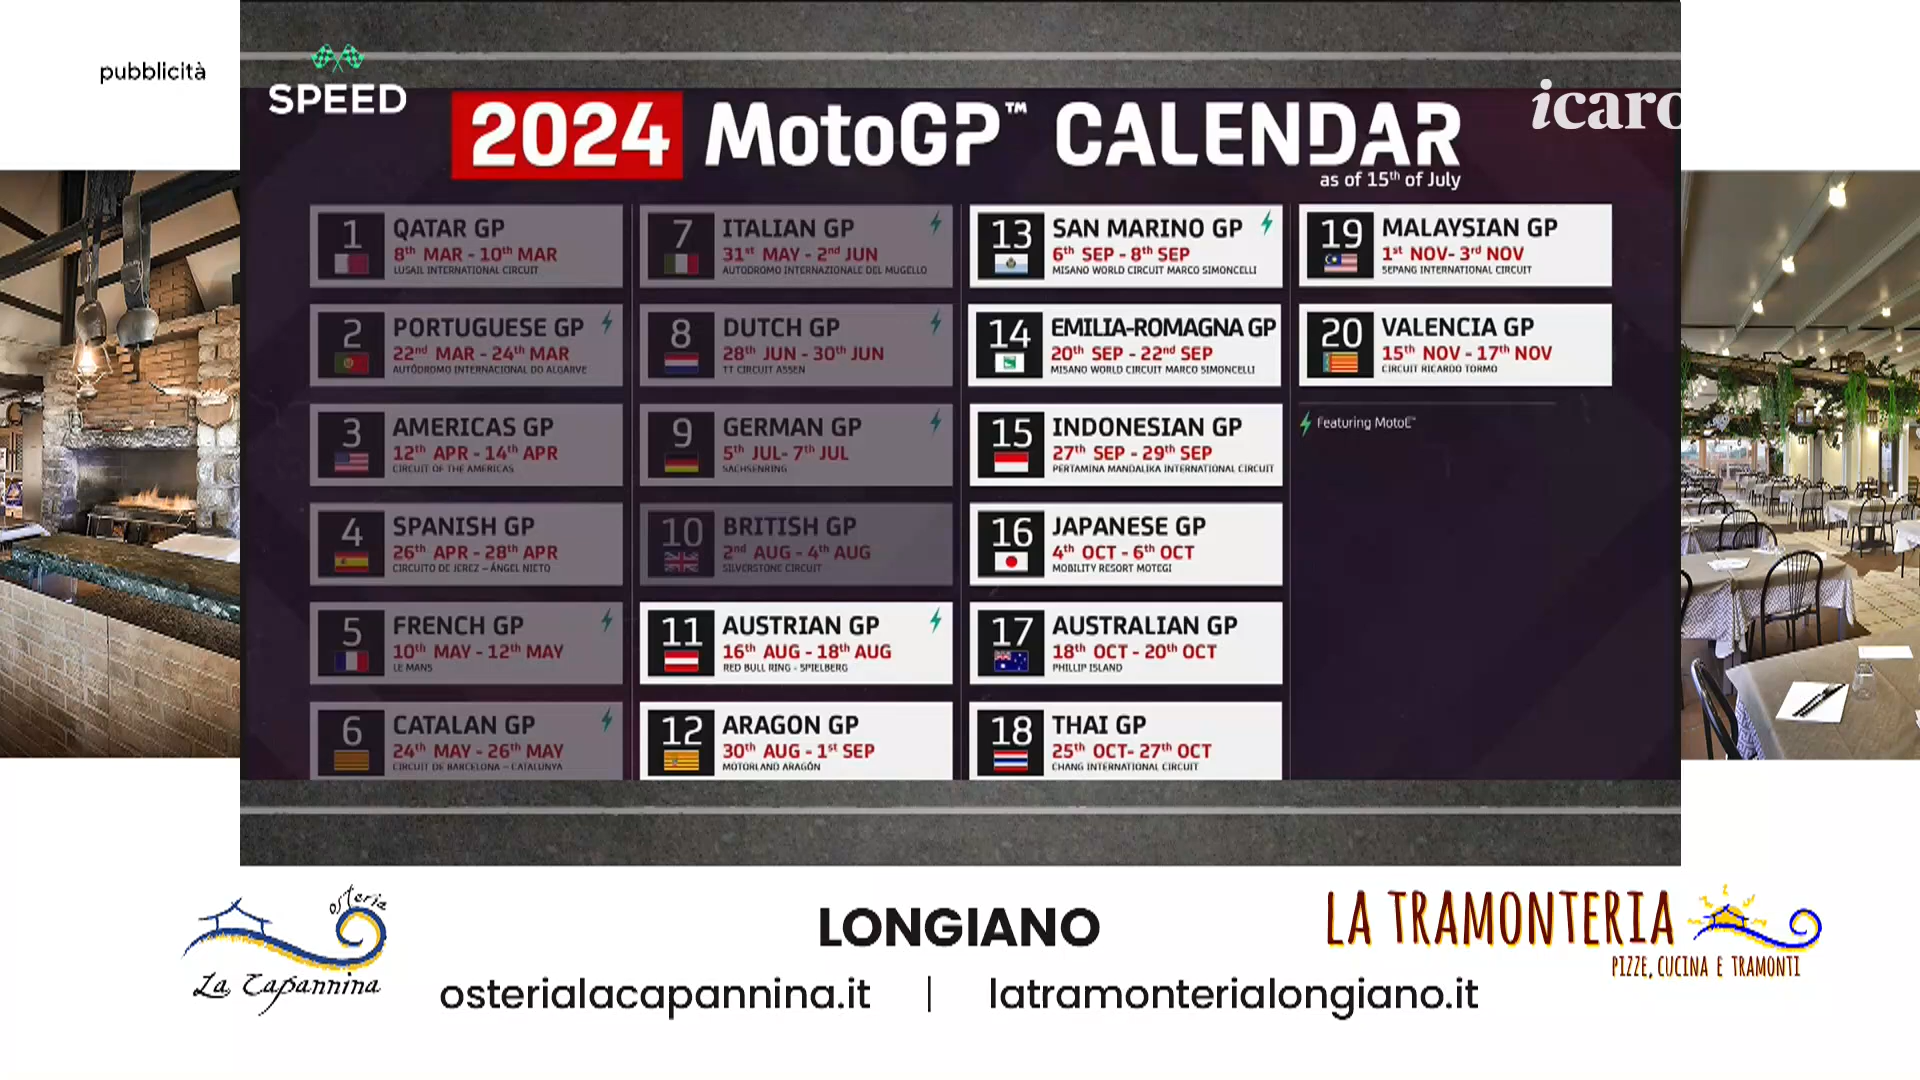 pubblicità
SPEED
icaro
2024 MotoGP™ CALENDAR
as of 15th of July
1 QATAR GP
8th MAR - 10th MAR
LUSAIL INTERNATIONAL CIRCUIT
2 PORTUGUESE GP
22nd MAR - 24th MAR
AUTÓDROMO INTERNACIONAL DO ALGARVE
3 AMERICAS GP
12th APR - 14th APR
CIRCUIT OF THE AMERICAS
4 SPANISH GP
26th APR - 28th APR
CIRCUITO DE JEREZ – ÁNGEL NIETO
5 FRENCH GP
10th MAY - 12th MAY
LE MANS
6 CATALAN GP
24th MAY - 26th MAY
CIRCUIT DE BARCELONA – CATALUNYA
7 ITALIAN GP
31st MAY - 2nd JUN
AUTODROMO INTERNAZIONALE DEL MUGELLO
8 DUTCH GP
28th JUN - 30th JUN
TT CIRCUIT ASSEN
9 GERMAN GP
5th JUL- 7th JUL
SACHSENRING
10 BRITISH GP
2nd AUG - 4th AUG
SILVERSTONE CIRCUIT
11 AUSTRIAN GP
16th AUG - 18th AUG
RED BULL RING - SPIELBERG
12 ARAGON GP
30th AUG - 1st SEP
MOTORLAND ARAGÓN
13 SAN MARINO GP
6th SEP - 8th SEP
MISANO WORLD CIRCUIT MARCO SIMONCELLI
14 EMILIA-ROMAGNA GP
20th SEP - 22nd SEP
MISANO WORLD CIRCUIT MARCO SIMONCELLI
15 INDONESIAN GP
27th SEP - 29th SEP
PERTAMINA MANDALIKA INTERNATIONAL CIRCUIT
16 JAPANESE GP
4th OCT - 6th OCT
MOBILITY RESORT MOTEGI
17 AUSTRALIAN GP
18th OCT - 20th OCT
PHILLIP ISLAND
18 THAI GP
25th OCT- 27th OCT
CHANG INTERNATIONAL CIRCUIT
19 MALAYSIAN GP
1st NOV- 3rd NOV
SEPANG INTERNATIONAL CIRCUIT
20 VALENCIA GP
15th NOV - 17th NOV
CIRCUIT RICARDO TORMO
Featuring MotoE™
osteria
La Capannina
LONGIANO
osterialacapannina.it | latramonterialongiano.it
LA TRAMONTERIA
PIZZE, CUCINA E TRAMONTI